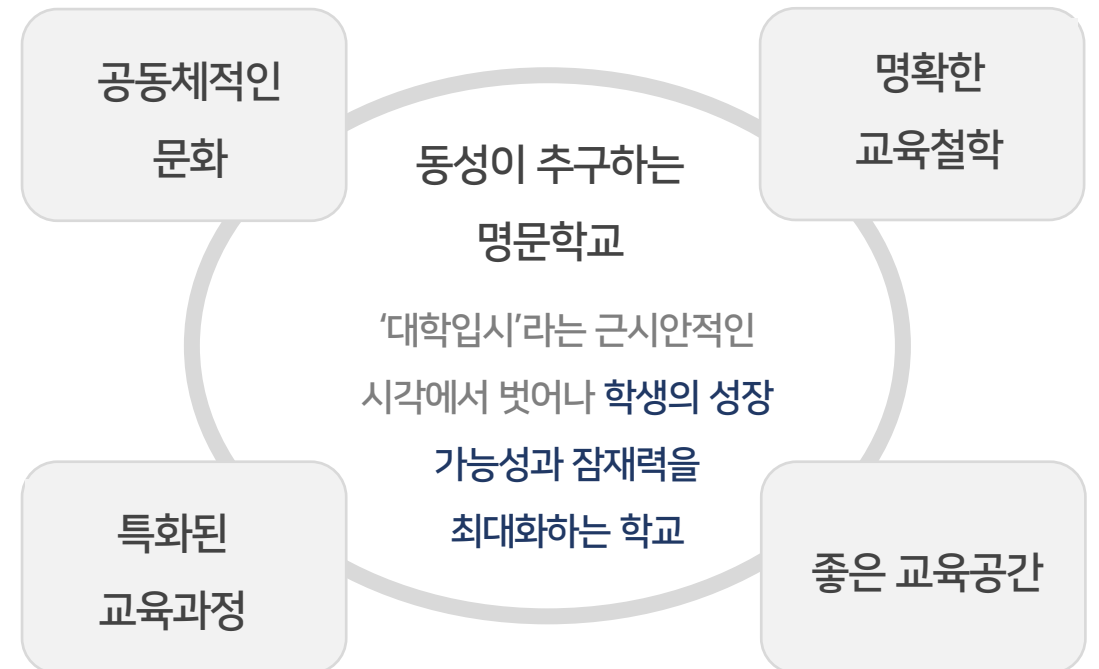 공동체적인
문화
명확한
교육철학
동성이 추구하는
명문학교
‘대학입시’라는 근시안적인
시각에서 벗어나 학생의 성장
가능성과 잠재력을
최대화하는 학교
특화된
교육과정
좋은 교육공간